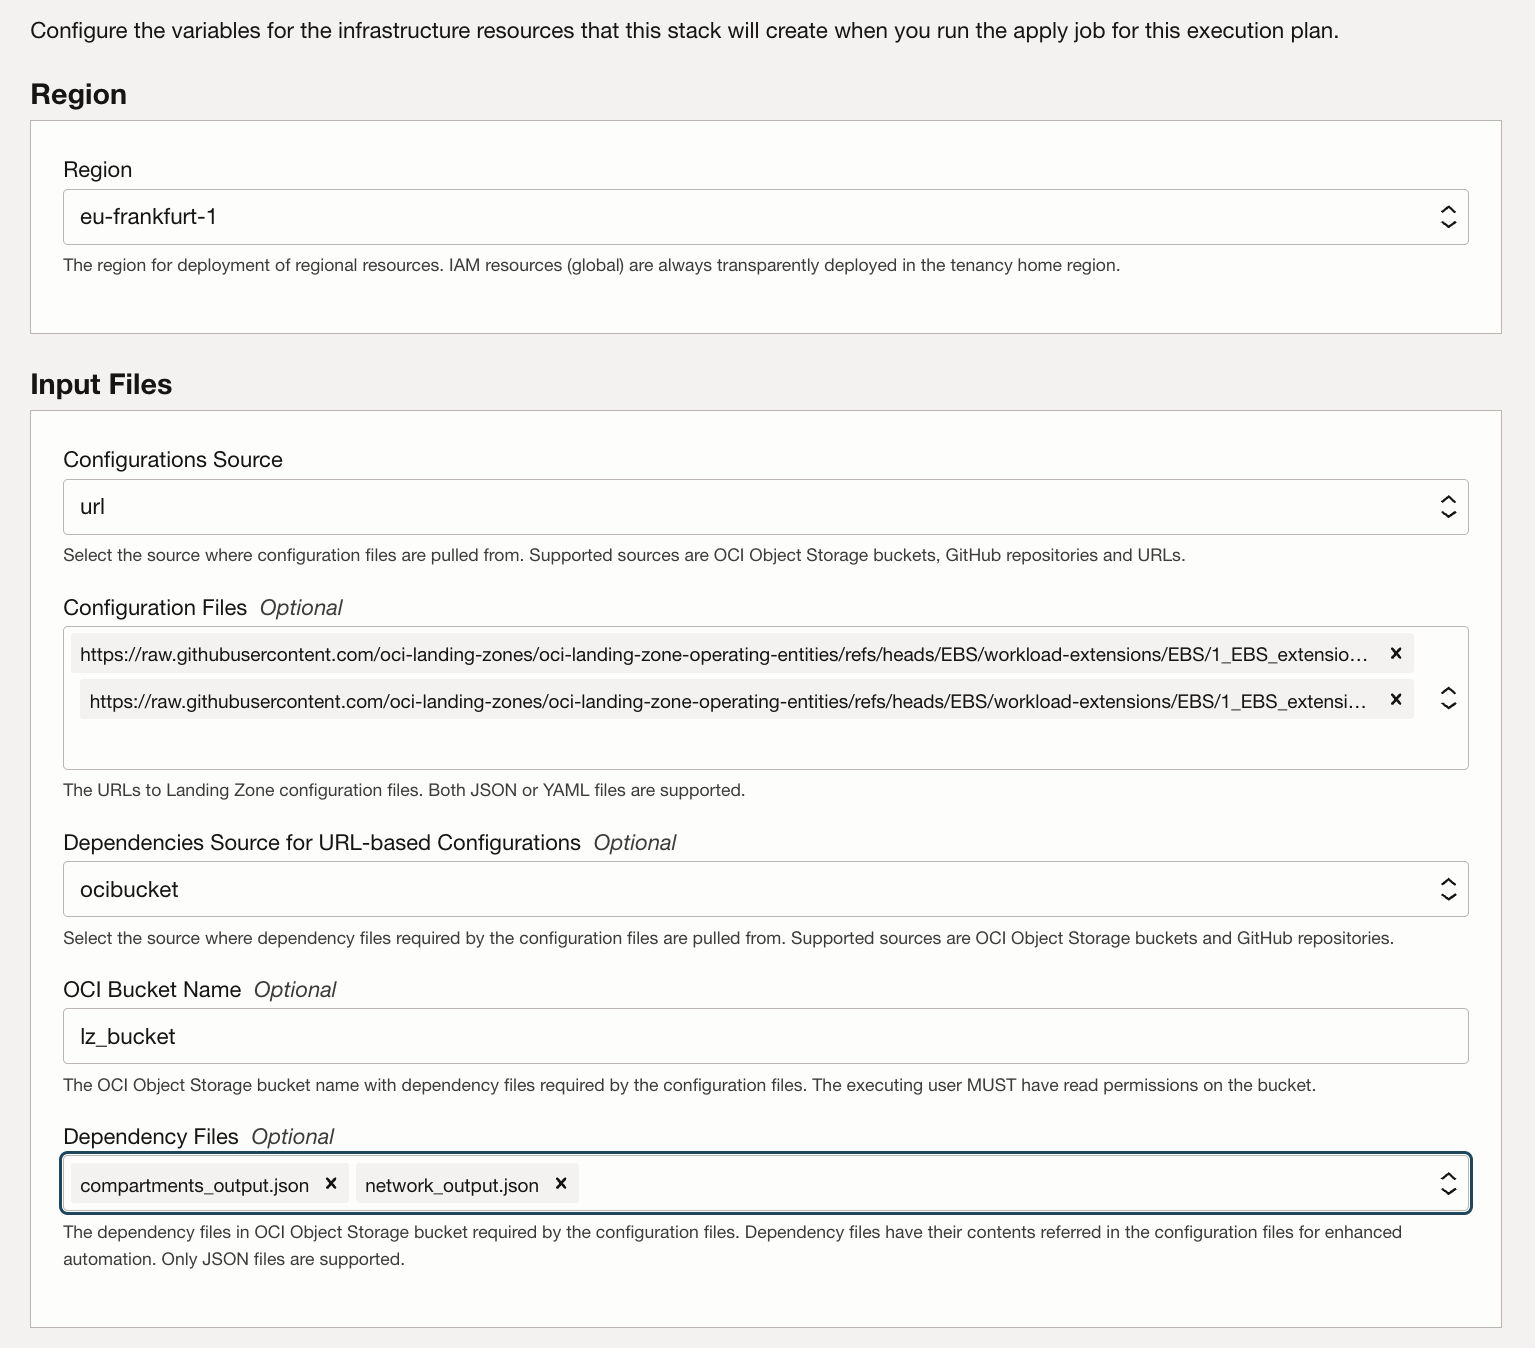 Configure the variables for the infrastructure resources that this stack will create when you run the apply job for this execution plan.
Region
Region
eu-frankfurt-1
The region for deployment of regional resources. IAM resources (global) are always transparently deployed in the tenancy home region.
Input Files
Configurations Source
url
Select the source where configuration files are pulled from. Supported sources are OCI Object Storage buckets, GitHub repositories and URLs.
Configuration Files Optional
https://raw.githubusercontent.com/oci-landing-zones/oci-landing-zone-operating-entities/refs/heads/EBS/workload-extensions/EBS/1_EBS_extensio...
https://raw.githubusercontent.com/oci-landing-zones/oci-landing-zone-operating-entities/refs/heads/EBS/workload-extensions/EBS/1_EBS_extensi...
The URLs to Landing Zone configuration files. Both JSON or YAML files are supported.
Dependencies Source for URL-based Configurations Optional
ocibucket
Select the source where dependency files required by the configuration files are pulled from. Supported sources are OCI Object Storage buckets and GitHub repositories.
OCI Bucket Name Optional
lz_bucket
The OCI Object Storage bucket name with dependency files required by the configuration files. The executing user MUST have read permissions on the bucket.
Dependency Files Optional
compartments_output.json network_output.json
The dependency files in OCI Object Storage bucket required by the configuration files. Dependency files have their contents referred in the configuration files for enhanced
automation. Only JSON files are supported.